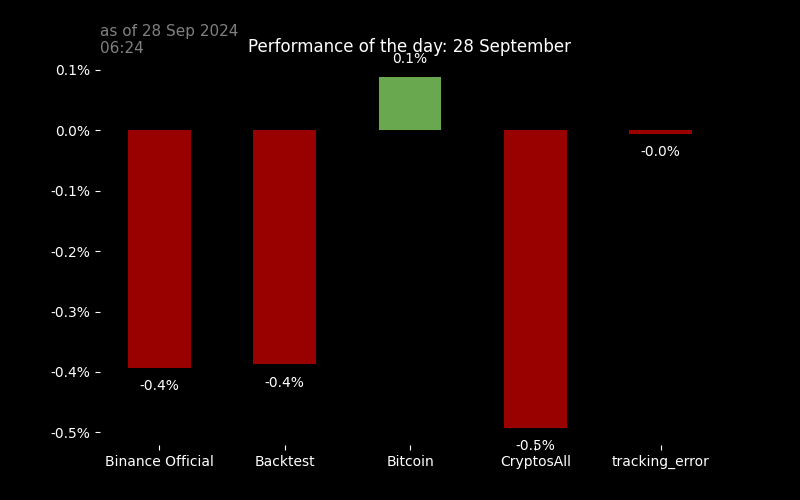 as of 28 Sep 2024
06:24
Performance of the day: 28 September
0.1%
0.1%
0.0%
-0.0%
-0.1%
-0.2%
-0.3%
-0.4%
-0.4%
-0.4%
-0.5%
-0.5%
Binance Official
Backtest
Bitcoin
CryptosAll
tracking_error